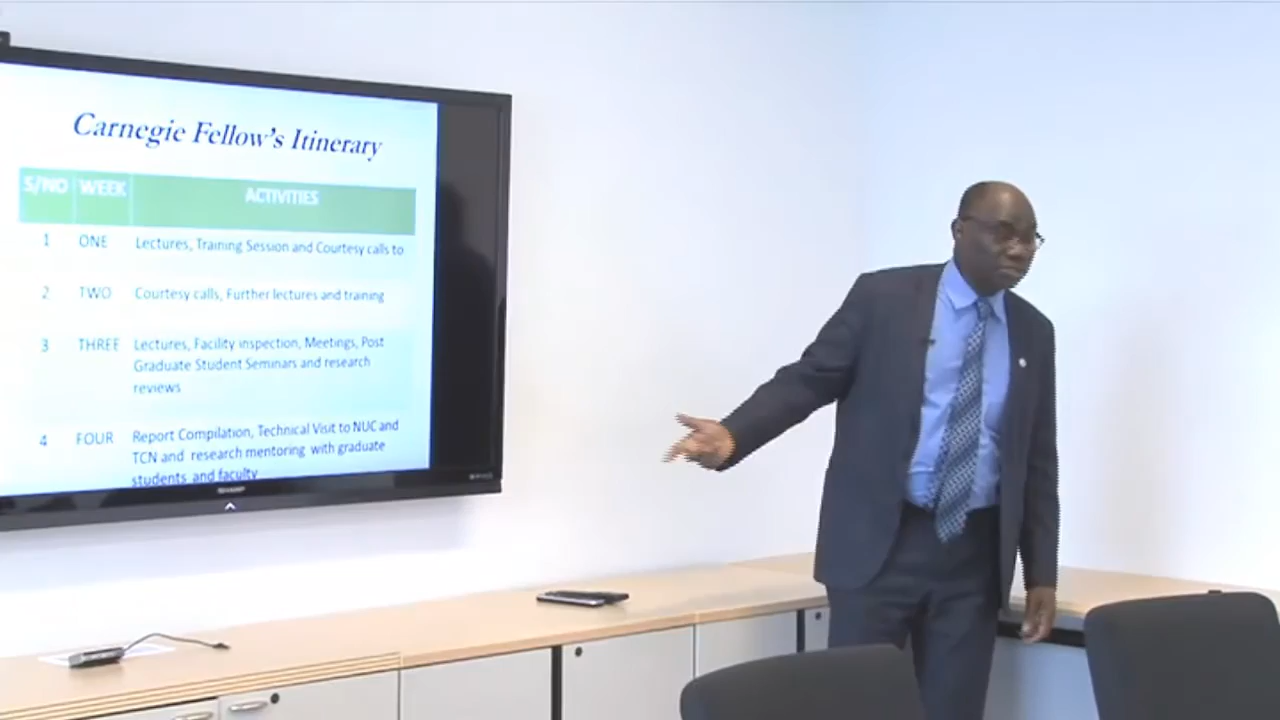 Carnegie Fellow's Itinerary
S/NO WEEK ACTIVITIES
1 ONE Lectures, Training Session and Courtesy calls to
2 TWO Courtesy calls, Further lectures and training
3 THREE Lectures, Facility inspection, Meetings, Post
Graduate Student Seminars and research
reviews
4 FOUR Report Compilation, Technical Visit to NUC and
TCN and research mentoring with graduate
students and faculty
SHARP